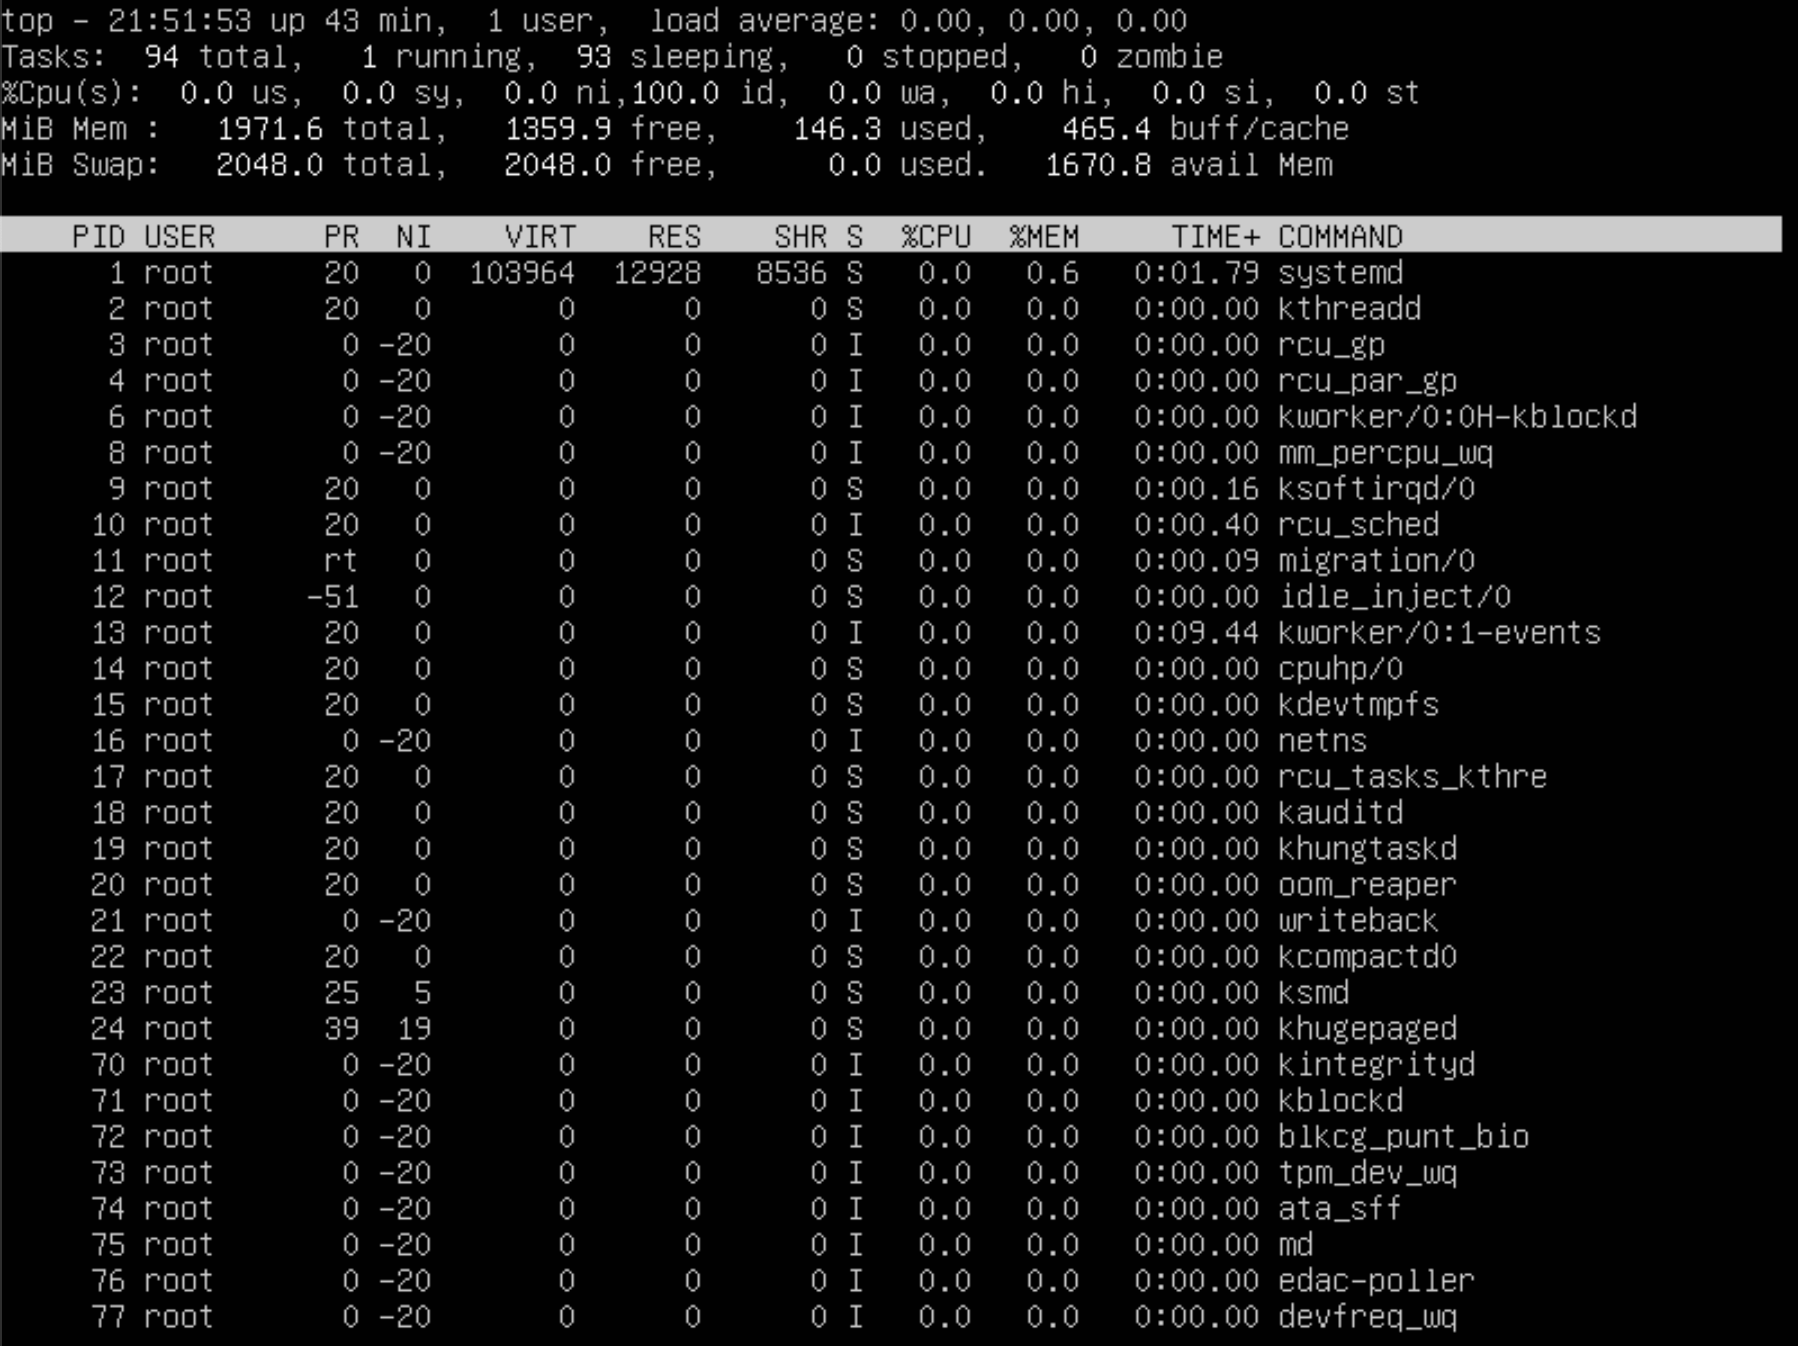 top - 21:51:53 up 43 min,  1 user,  load average: 0.00, 0.00, 0.00
Tasks:  94 total,   1 running,  93 sleeping,   0 stopped,   0 zombie
%Cpu(s):  0.0 us,  0.0 sy,  0.0 ni,100.0 id,  0.0 wa,  0.0 hi,  0.0 si,  0.0 st
MiB Mem :   1971.6 total,   1359.9 free,    146.3 used,    465.4 buff/cache
MiB Swap:   2048.0 total,   2048.0 free,      0.0 used.   1670.8 avail Mem
PID USER      PR  NI    VIRT    RES    SHR S  %CPU  %MEM     TIME+ COMMAND
1 root      20   0  103964  12928   8536 S   0.0   0.6   0:01.79 systemd
2 root      20   0       0      0      0 S   0.0   0.0   0:00.00 kthreadd
3 root       0 -20       0      0      0 I   0.0   0.0   0:00.00 rcu_gp
4 root       0 -20       0      0      0 I   0.0   0.0   0:00.00 rcu_par_gp
6 root       0 -20       0      0      0 I   0.0   0.0   0:00.00 kworker/0:0H-kblockd
8 root       0 -20       0      0      0 I   0.0   0.0   0:00.00 mm_percpu_wq
9 root      20   0       0      0      0 S   0.0   0.0   0:00.16 ksoftirqd/0
10 root      20   0       0      0      0 I   0.0   0.0   0:00.40 rcu_sched
11 root      rt   0       0      0      0 S   0.0   0.0   0:00.09 migration/0
12 root     -51   0       0      0      0 S   0.0   0.0   0:00.00 idle_inject/0
13 root      20   0       0      0      0 I   0.0   0.0   0:09.44 kworker/0:1-events
14 root      20   0       0      0      0 S   0.0   0.0   0:00.00 cpuhp/0
15 root      20   0       0      0      0 S   0.0   0.0   0:00.00 kdevtmpfs
16 root       0 -20       0      0      0 I   0.0   0.0   0:00.00 netns
17 root      20   0       0      0      0 S   0.0   0.0   0:00.00 rcu_tasks_kthre
18 root      20   0       0      0      0 S   0.0   0.0   0:00.00 kauditd
19 root      20   0       0      0      0 S   0.0   0.0   0:00.00 khungtaskd
20 root      20   0       0      0      0 S   0.0   0.0   0:00.00 oom_reaper
21 root       0 -20       0      0      0 I   0.0   0.0   0:00.00 writeback
22 root      20   0       0      0      0 S   0.0   0.0   0:00.00 kcompactd0
23 root      25   5       0      0      0 S   0.0   0.0   0:00.00 ksmd
24 root      39  19       0      0      0 S   0.0   0.0   0:00.00 khugepaged
70 root       0 -20       0      0      0 I   0.0   0.0   0:00.00 kintegrityd
71 root       0 -20       0      0      0 I   0.0   0.0   0:00.00 kblockd
72 root       0 -20       0      0      0 I   0.0   0.0   0:00.00 blkcg_punt_bio
73 root       0 -20       0      0      0 I   0.0   0.0   0:00.00 tpm_dev_wq
74 root       0 -20       0      0      0 I   0.0   0.0   0:00.00 ata_sff
75 root       0 -20       0      0      0 I   0.0   0.0   0:00.00 md
76 root       0 -20       0      0      0 I   0.0   0.0   0:00.00 edac-poller
77 root       0 -20       0      0      0 I   0.0   0.0   0:00.00 devfreq_wq